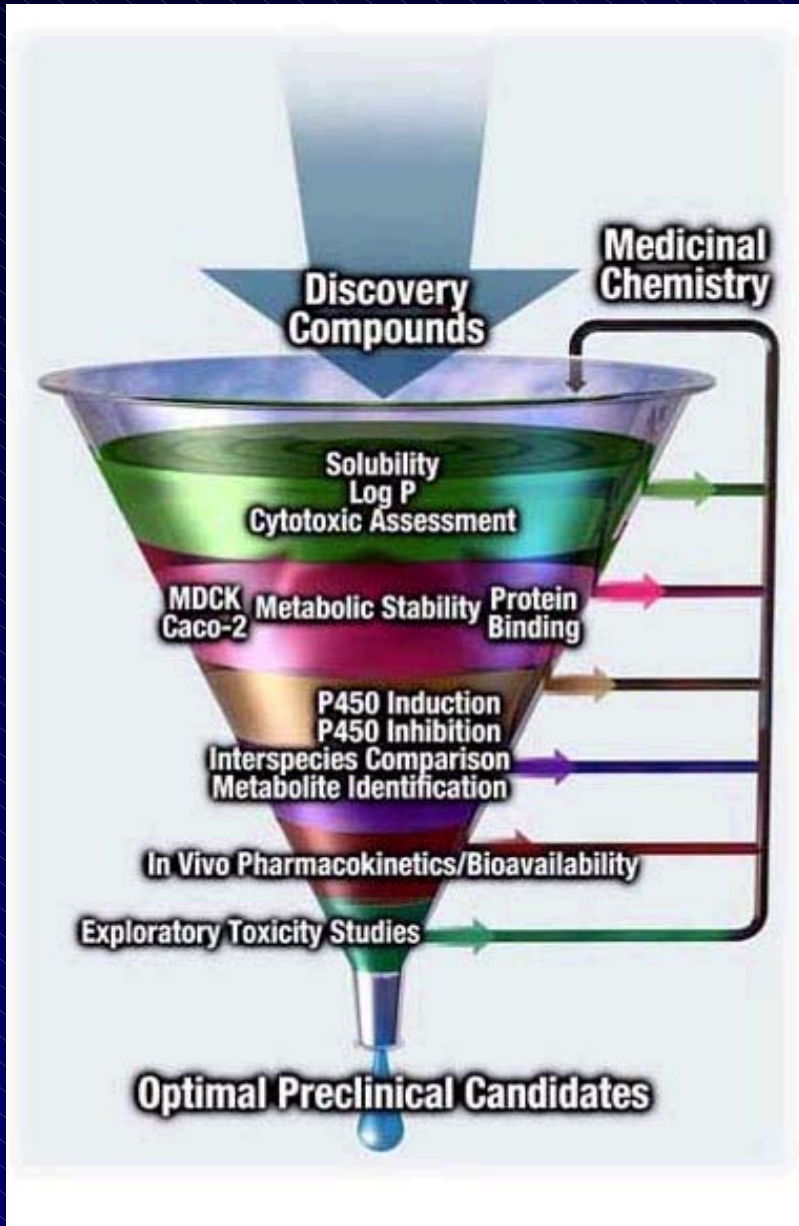 Discovery
Compounds
Medicinal
Chemistry
Solubility
Log P
Cytotoxic Assessment
MDCK
Caco-2
Metabolic Stability
Protein
Binding
P450 Induction
P450 Inhibition
Interspecies Comparison
Metabolite Identification
In Vivo Pharmacokinetics/Bioavailability
Exploratory Toxicity Studies
Optimal Preclinical Candidates